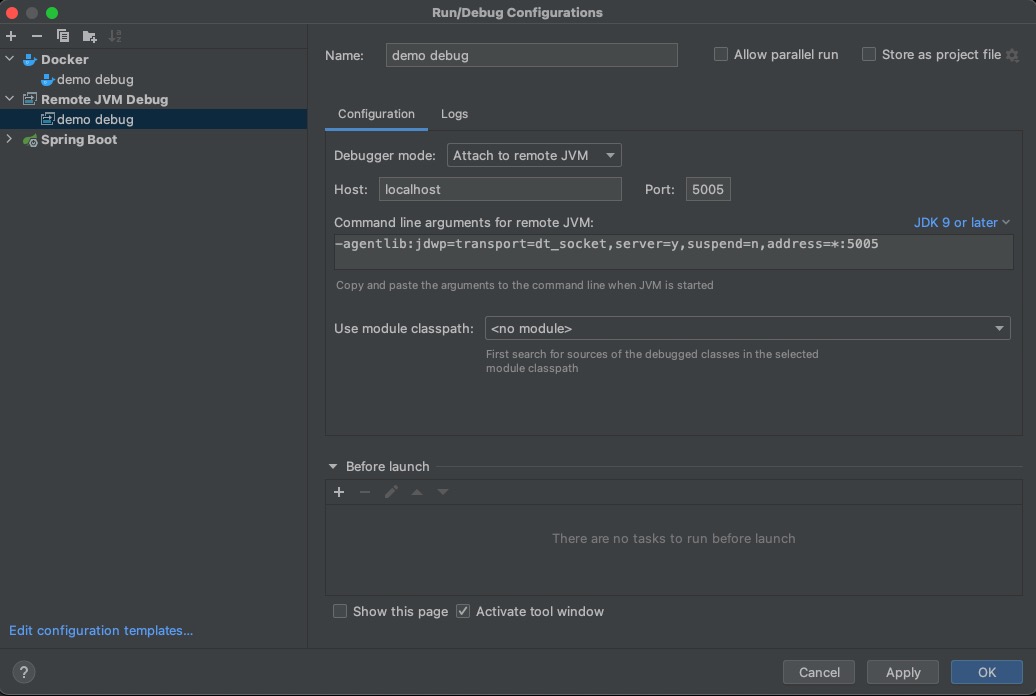 Run/Debug Configurations
Docker
demo debug
Remote JVM Debug
demo debug
Spring Boot
Edit configuration templates...
Name: demo debug
Allow parallel run
Store as project file
Configuration Logs
Debugger mode: Attach to remote JVM
Host: localhost Port: 5005
Command line arguments for remote JVM: JDK 9 or later
-agentlib:jdwp=transport=dt_socket,server=y,suspend=n,address=*:5005
Copy and paste the arguments to the command line when JVM is started
Use module classpath: <no module>
First search for sources of the debugged classes in the selected
module classpath
Before launch
There are no tasks to run before launch
Show this page Activate tool window
? Cancel Apply OK